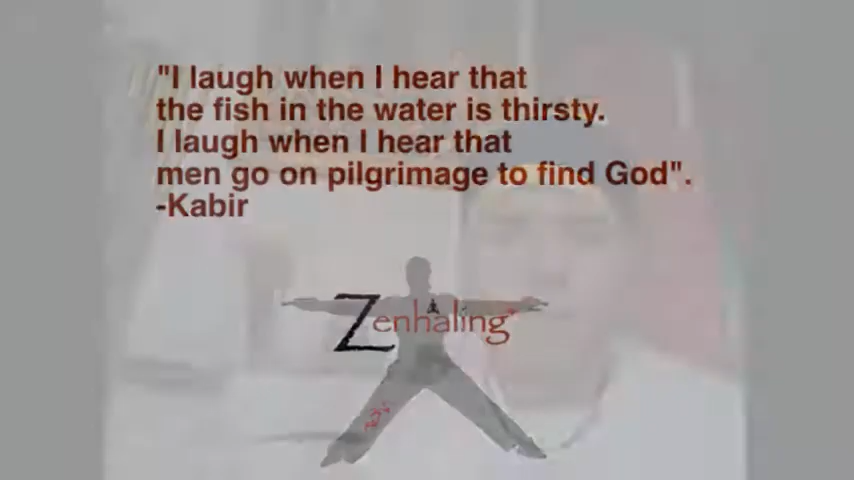 "I laugh when I hear that
the fish in the water is thirsty.
I laugh when I hear that
men go on pilgrimage to find God".
-Kabir
Zenhaling